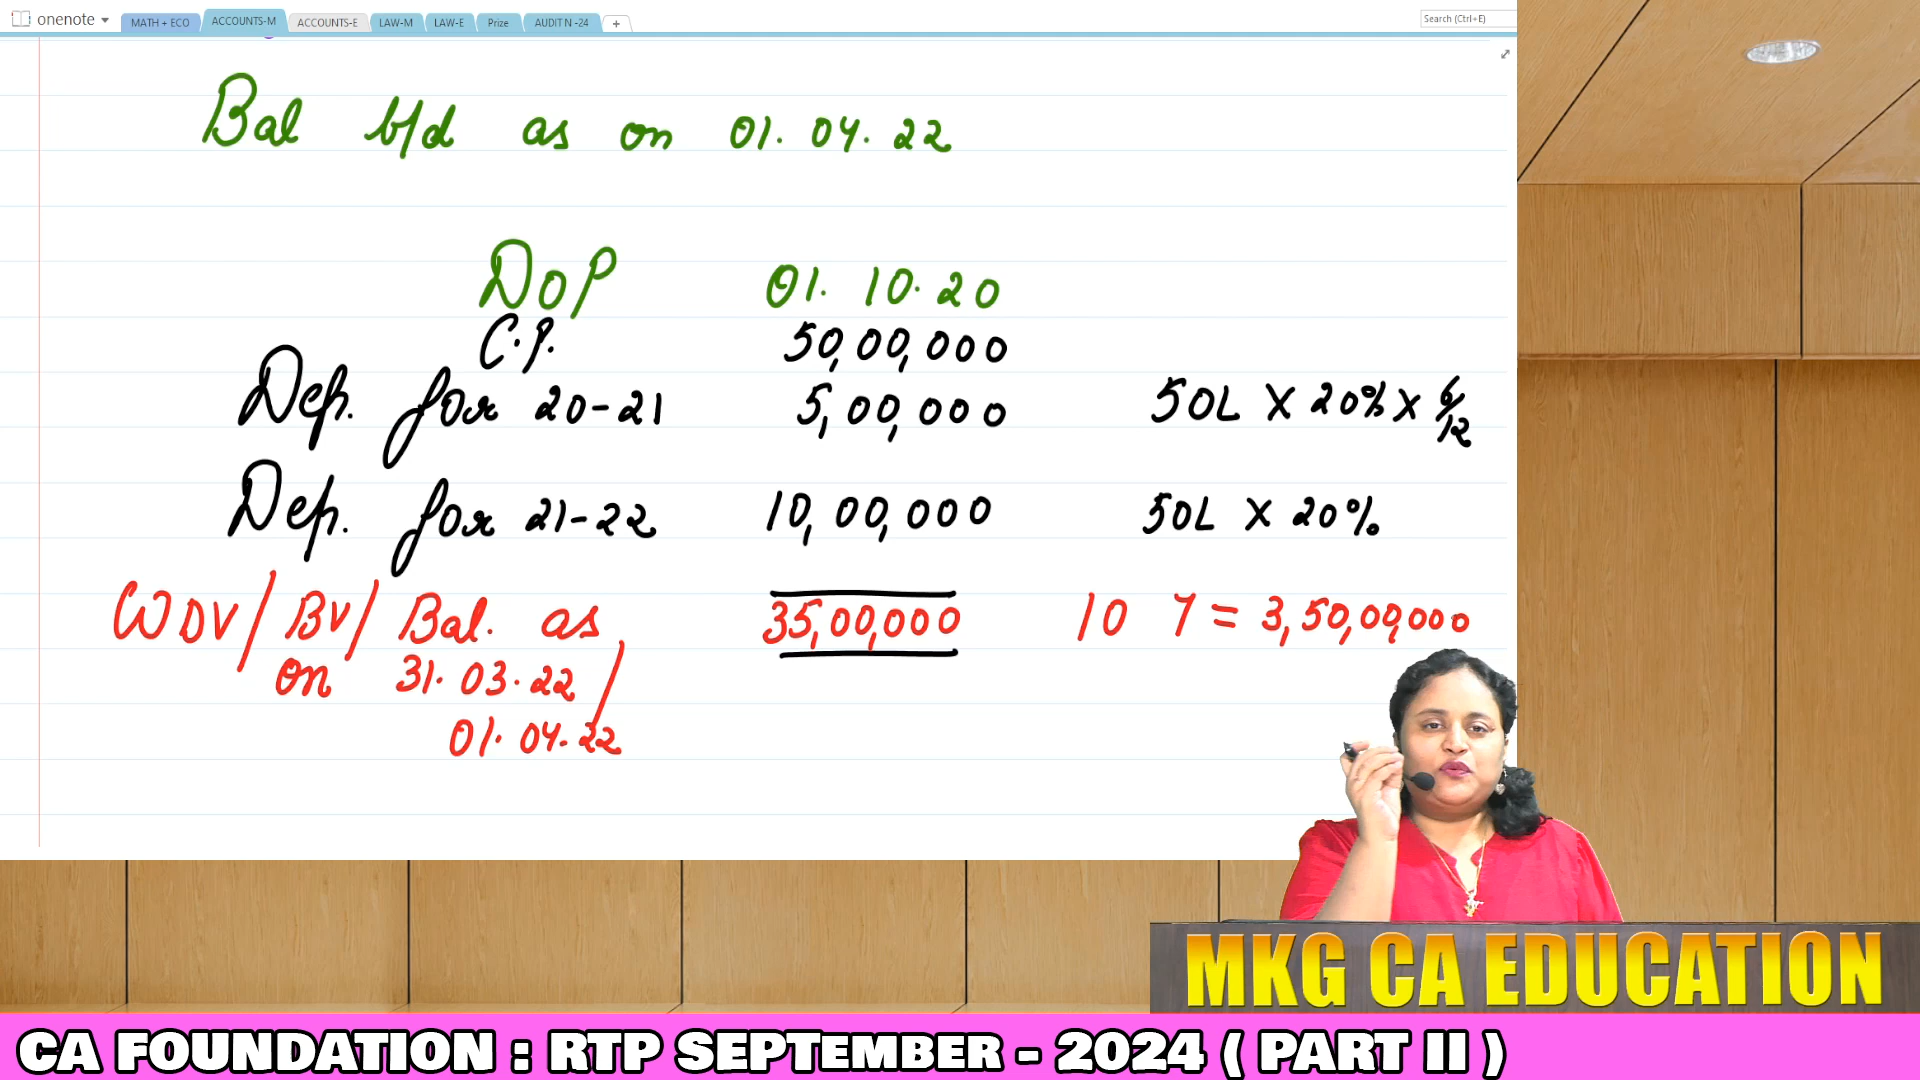 onenote MATH + ECO ACCOUNTS-M ACCOUNTS-E LAW-M LAW-E Prize AUDIT N -24 + Search (Ctrl+E)
Bal b/d as on 01.04.22
DOP 01.10.20
C.P. 50,00,000
Dep. for 20-21 5,00,000 50L X 20% X 6/12
Dep. for 21-22 10,00,000 50L X 20%
WDV/BV/Bal. as 35,00,000 10 7 = 3,50,00,000
on 31.03.22/
01.04.22
MKG CA EDUCATION
CA FOUNDATION : RTP SEPTEMBER - 2024 ( PART II )